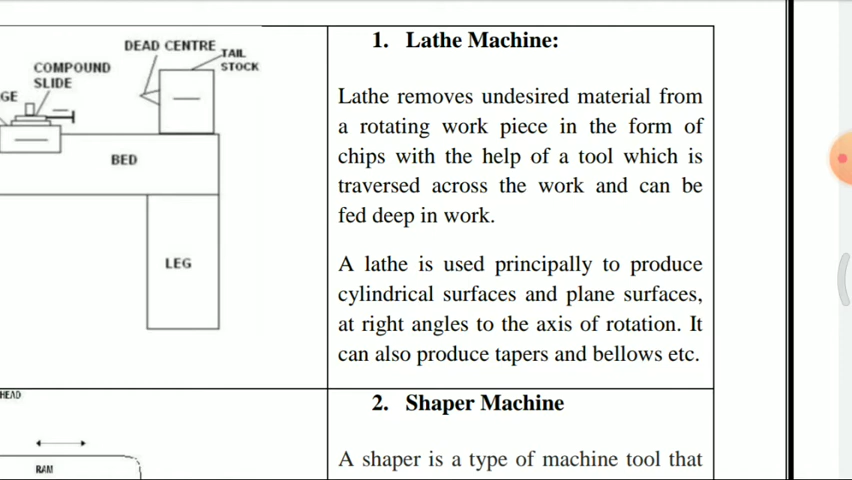 DEAD CENTRE
TAIL
STOCK
COMPOUND
SLIDE
GE
BED
LEG
1. Lathe Machine:
Lathe removes undesired material from
a rotating work piece in the form of
chips with the help of a tool which is
traversed across the work and can be
fed deep in work.
A lathe is used principally to produce
cylindrical surfaces and plane surfaces,
at right angles to the axis of rotation. It
can also produce tapers and bellows etc.
HEAD
RAM
2. Shaper Machine
A shaper is a type of machine tool that